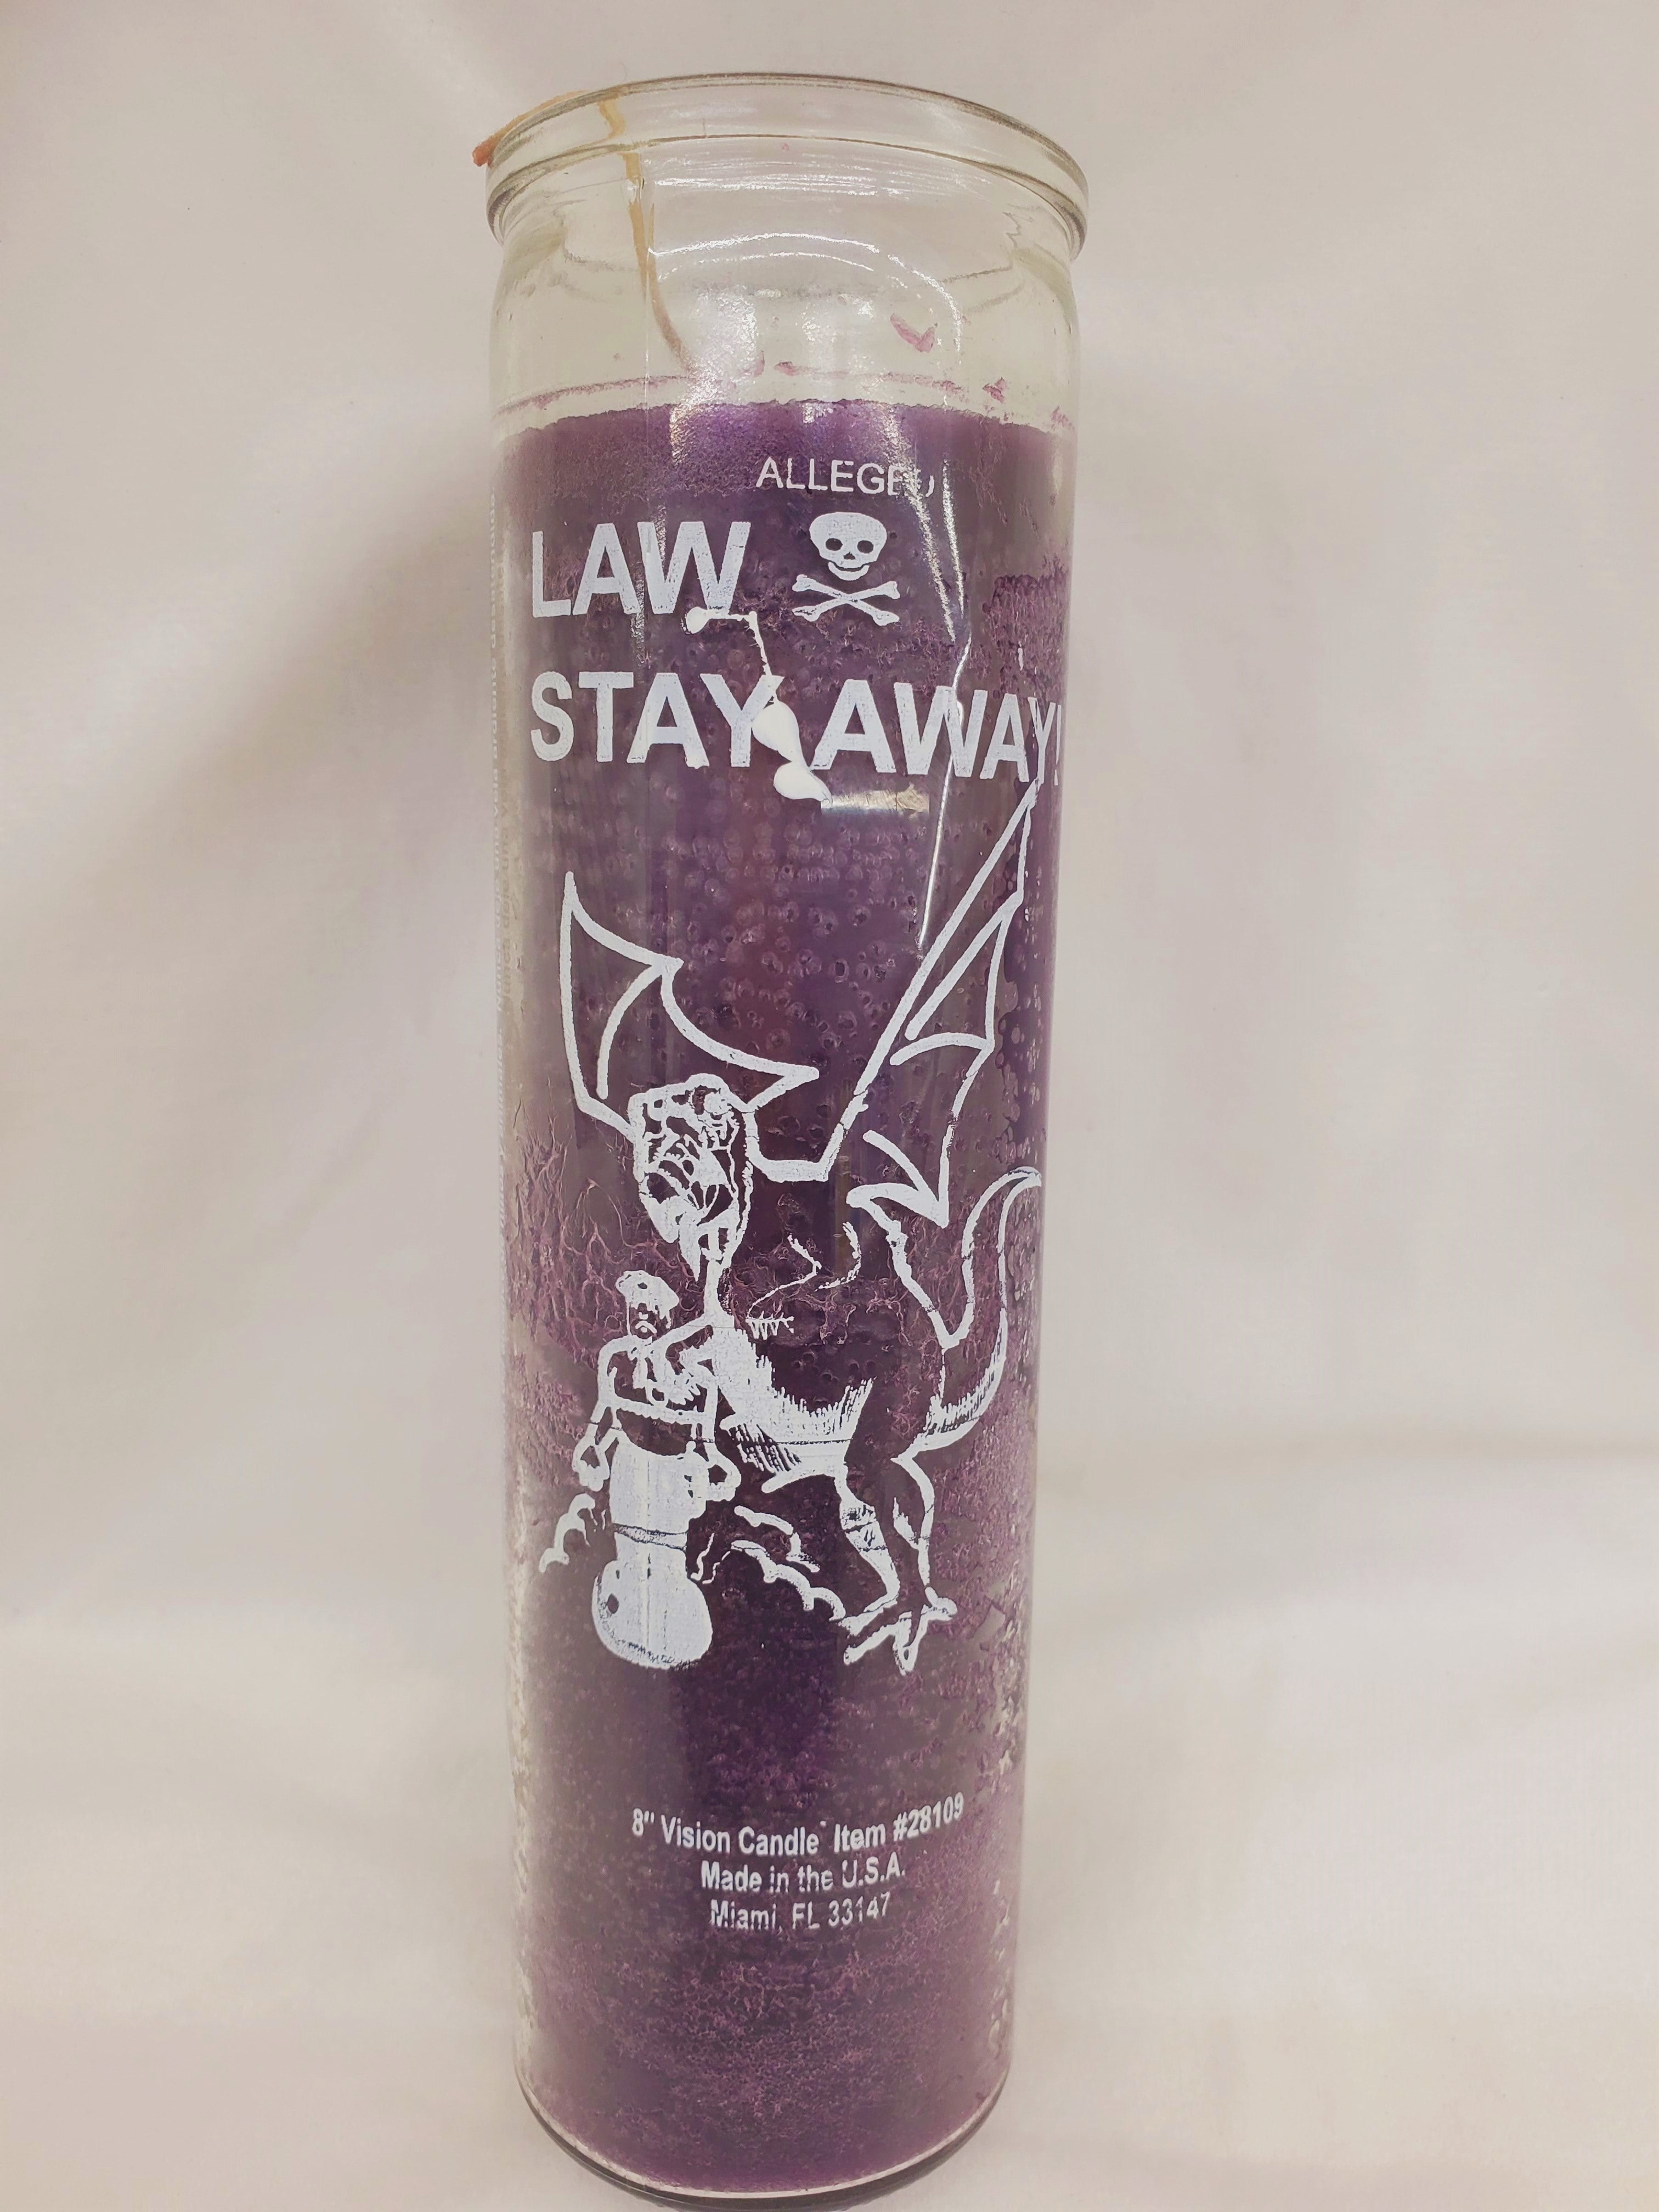 ALLEGED
LAW
STAY AWAY!
8" Vision Candle Item #28109
Made in the U.S.A.
Miami, FL 33147